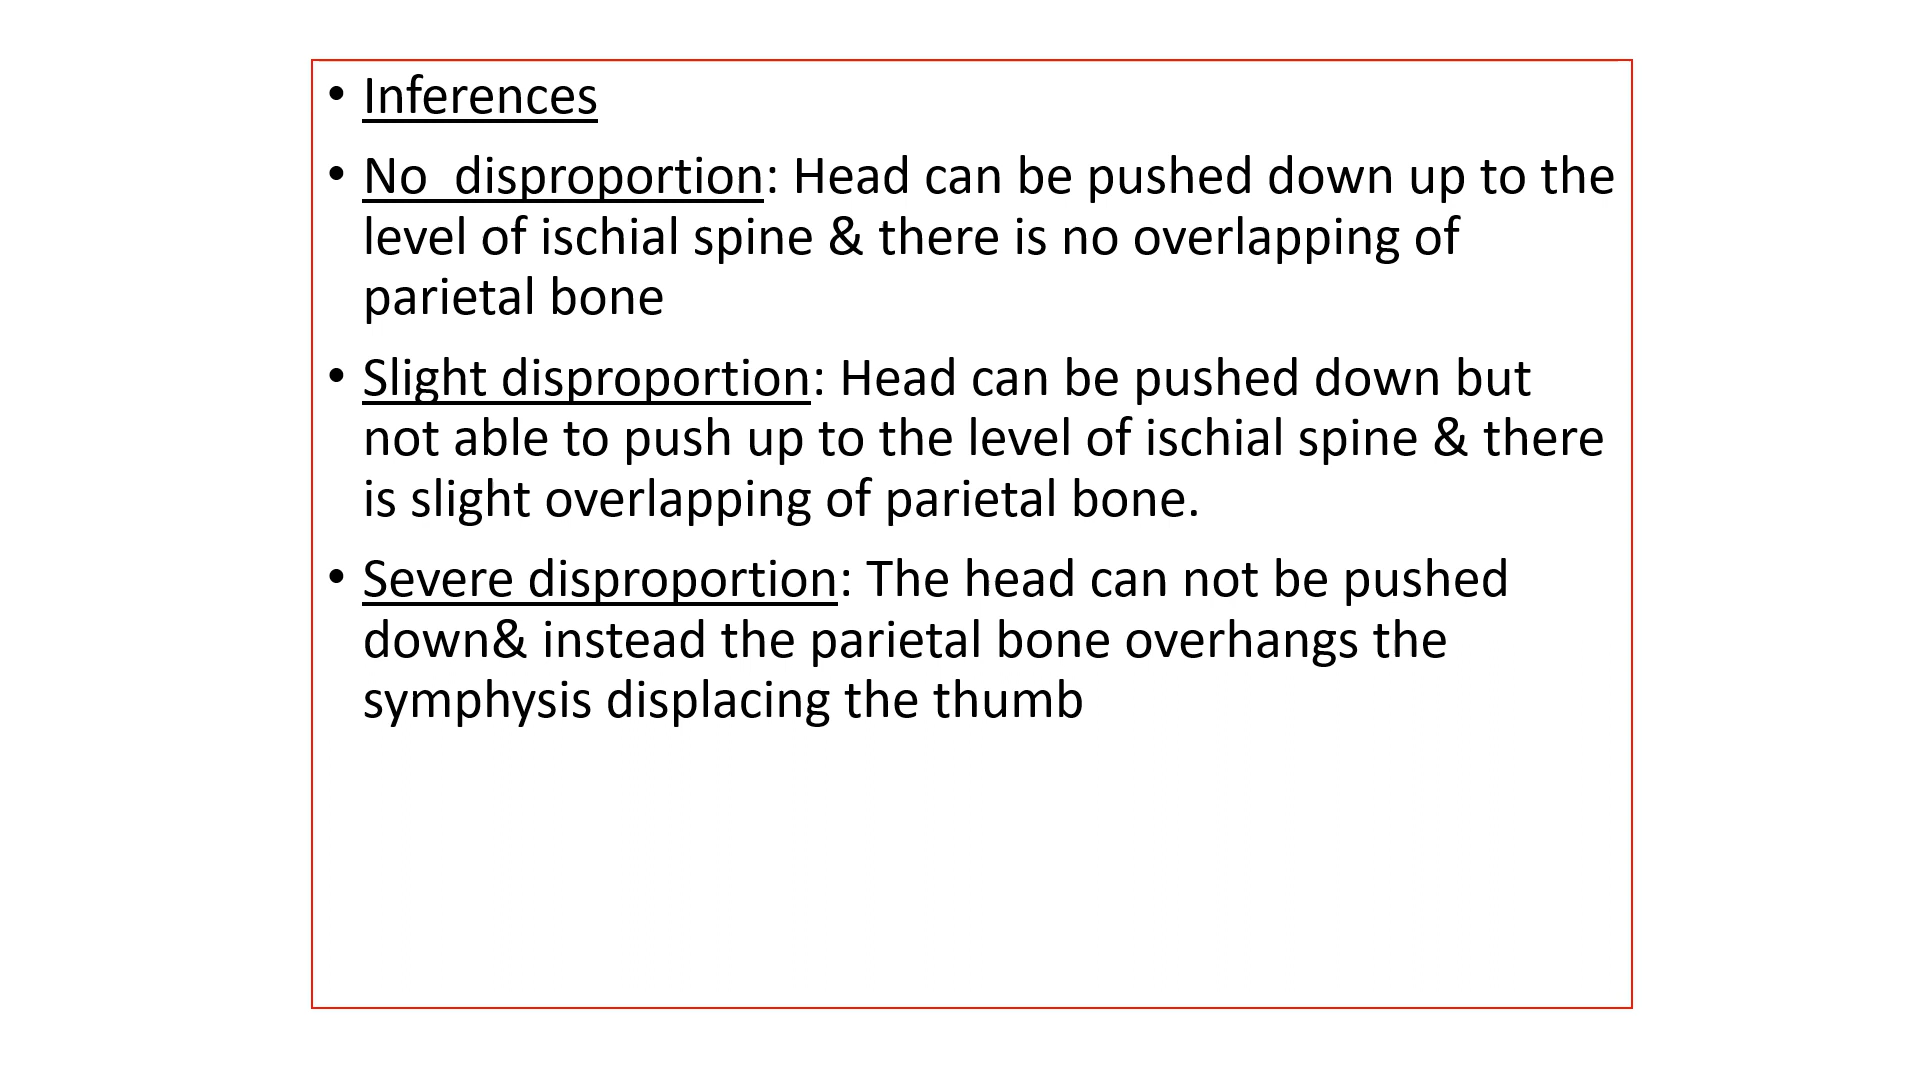 • Inferences
• No  disproportion: Head can be pushed down up to the
level of ischial spine & there is no overlapping of
parietal bone
• Slight disproportion: Head can be pushed down but
not able to push up to the level of ischial spine & there
is slight overlapping of parietal bone.
• Severe disproportion: The head can not be pushed
down& instead the parietal bone overhangs the
symphysis displacing the thumb